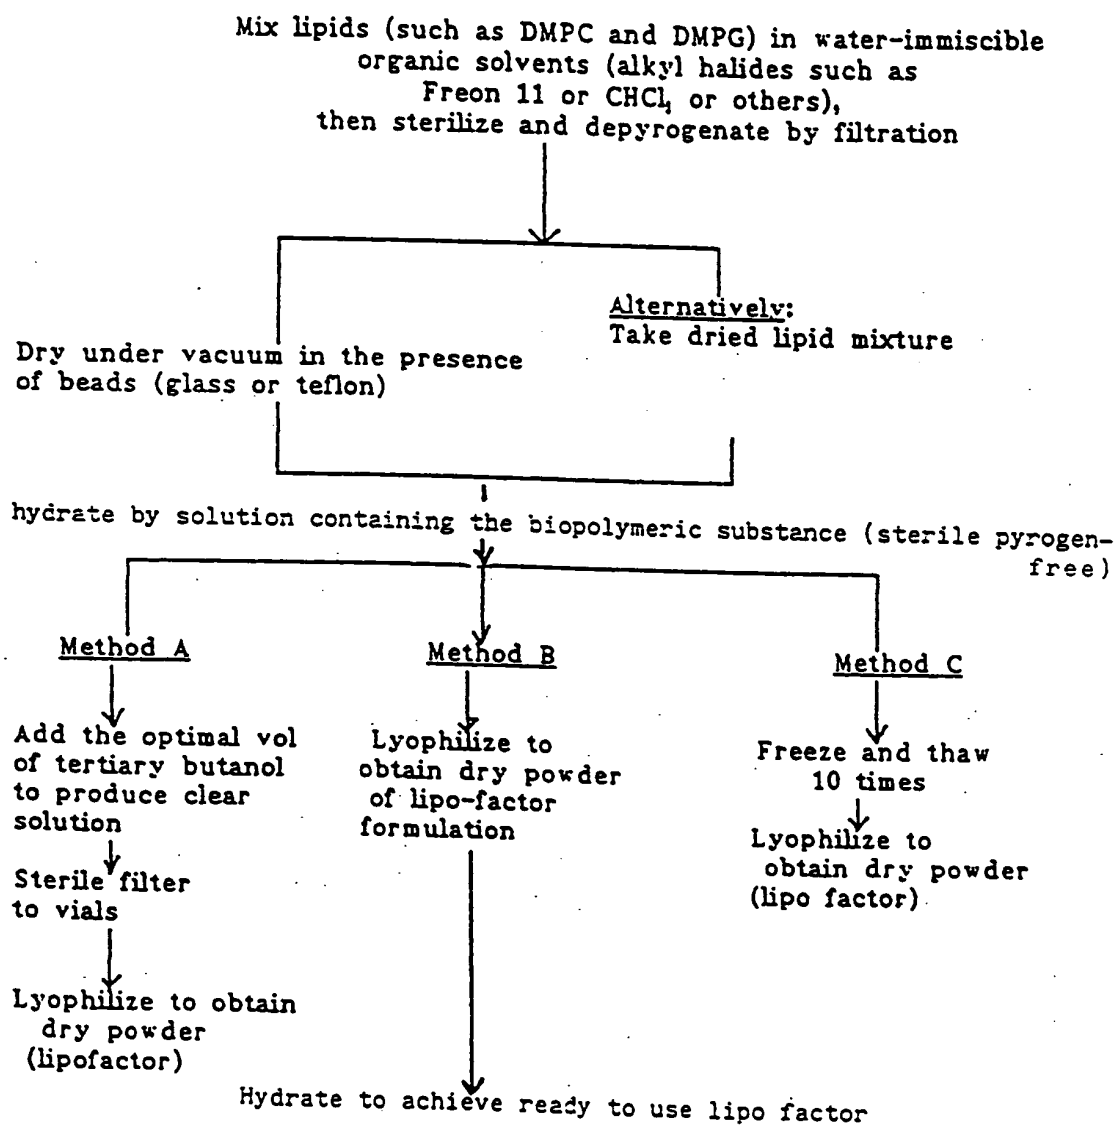 Mix lipids (such as DMPC and DMPG) in water-immiscible
organic solvents (alkyl halides such as
Freon 11 or CHCl₄ or others),
then sterilize and depyrogenate by filtration
Alternatively:
Take dried lipid mixture
Dry under vacuum in the presence
of beads (glass or teflon)
hydrate by solution containing the biopolymeric substance (sterile pyrogen-
free)
Method A
Method B
Method C
Add the optimal vol
of tertiary butanol
to produce clear
solution
Sterile filter
to vials
Lyophilize to obtain
dry powder
(lipofactor)
Lyophilize to
obtain dry powder
of lipo-factor
formulation
Freeze and thaw
10 times
Lyophilize to
obtain dry powder
(lipo factor)
Hydrate to achieve ready to use lipo factor